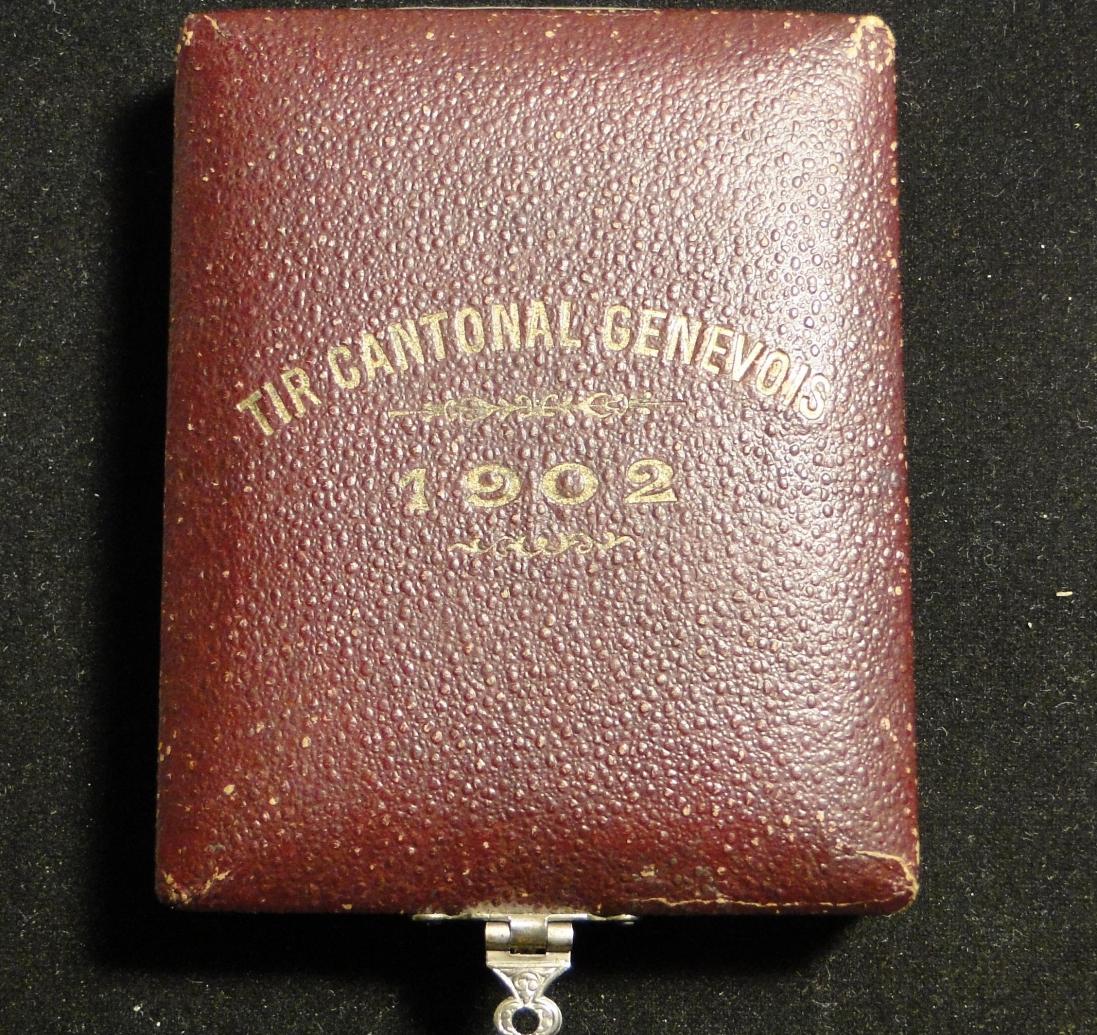 TIR CANTONAL GENEVOIS
1902